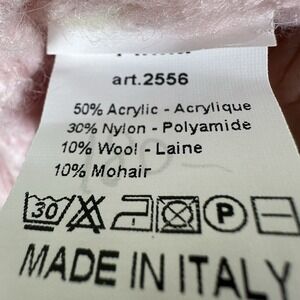 art.2556
50% Acrylic - Acrylique
30% Nylon - Polyamide
10% Wool - Laine
10% Mohair
30 P
MADE IN ITALY